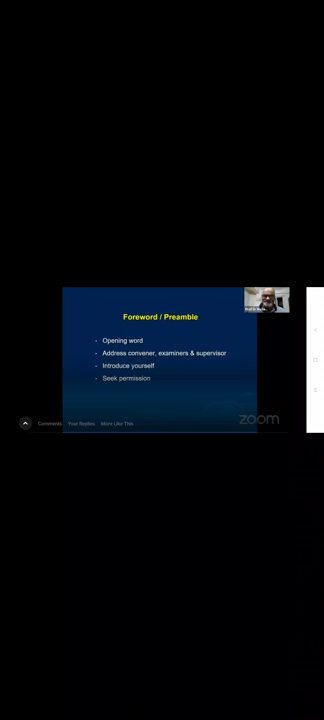 Foreword / Preamble
· Opening word
· Address convener, examiners & supervisor
· Introduce yourself
· Seek permission
zoom
Comments Your Replies More Like This